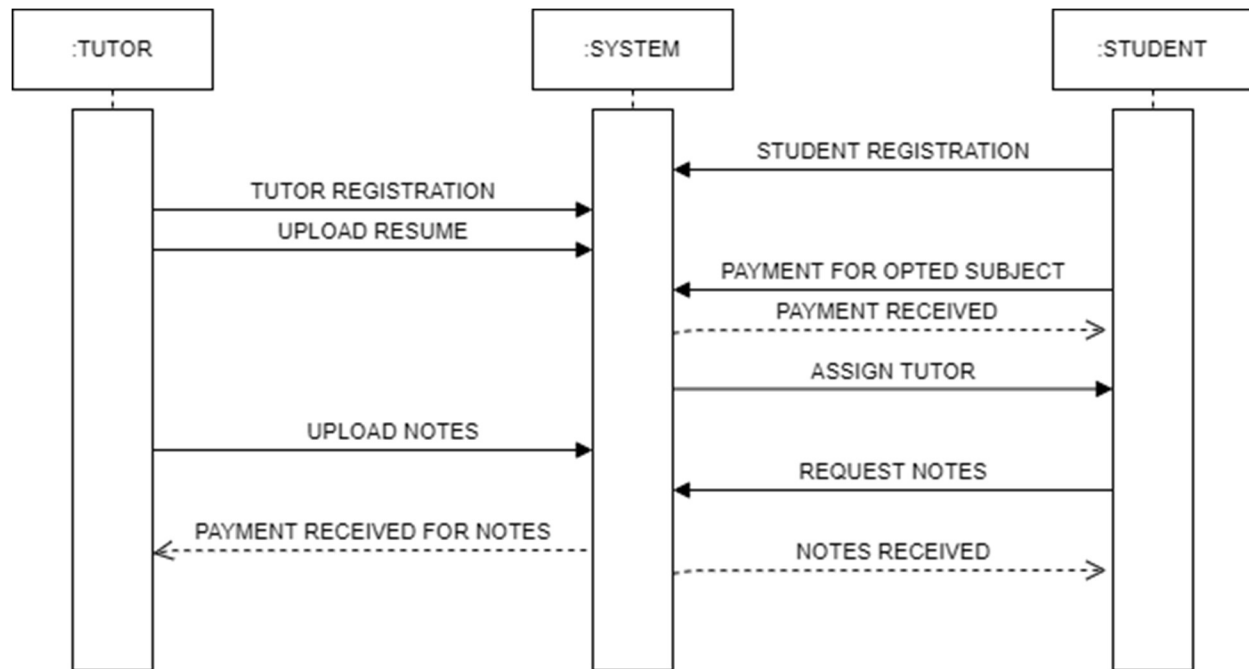 :TUTOR
:SYSTEM
:STUDENT
STUDENT REGISTRATION
TUTOR REGISTRATION
UPLOAD RESUME
PAYMENT FOR OPTED SUBJECT
PAYMENT RECEIVED
ASSIGN TUTOR
UPLOAD NOTES
REQUEST NOTES
PAYMENT RECEIVED FOR NOTES
NOTES RECEIVED